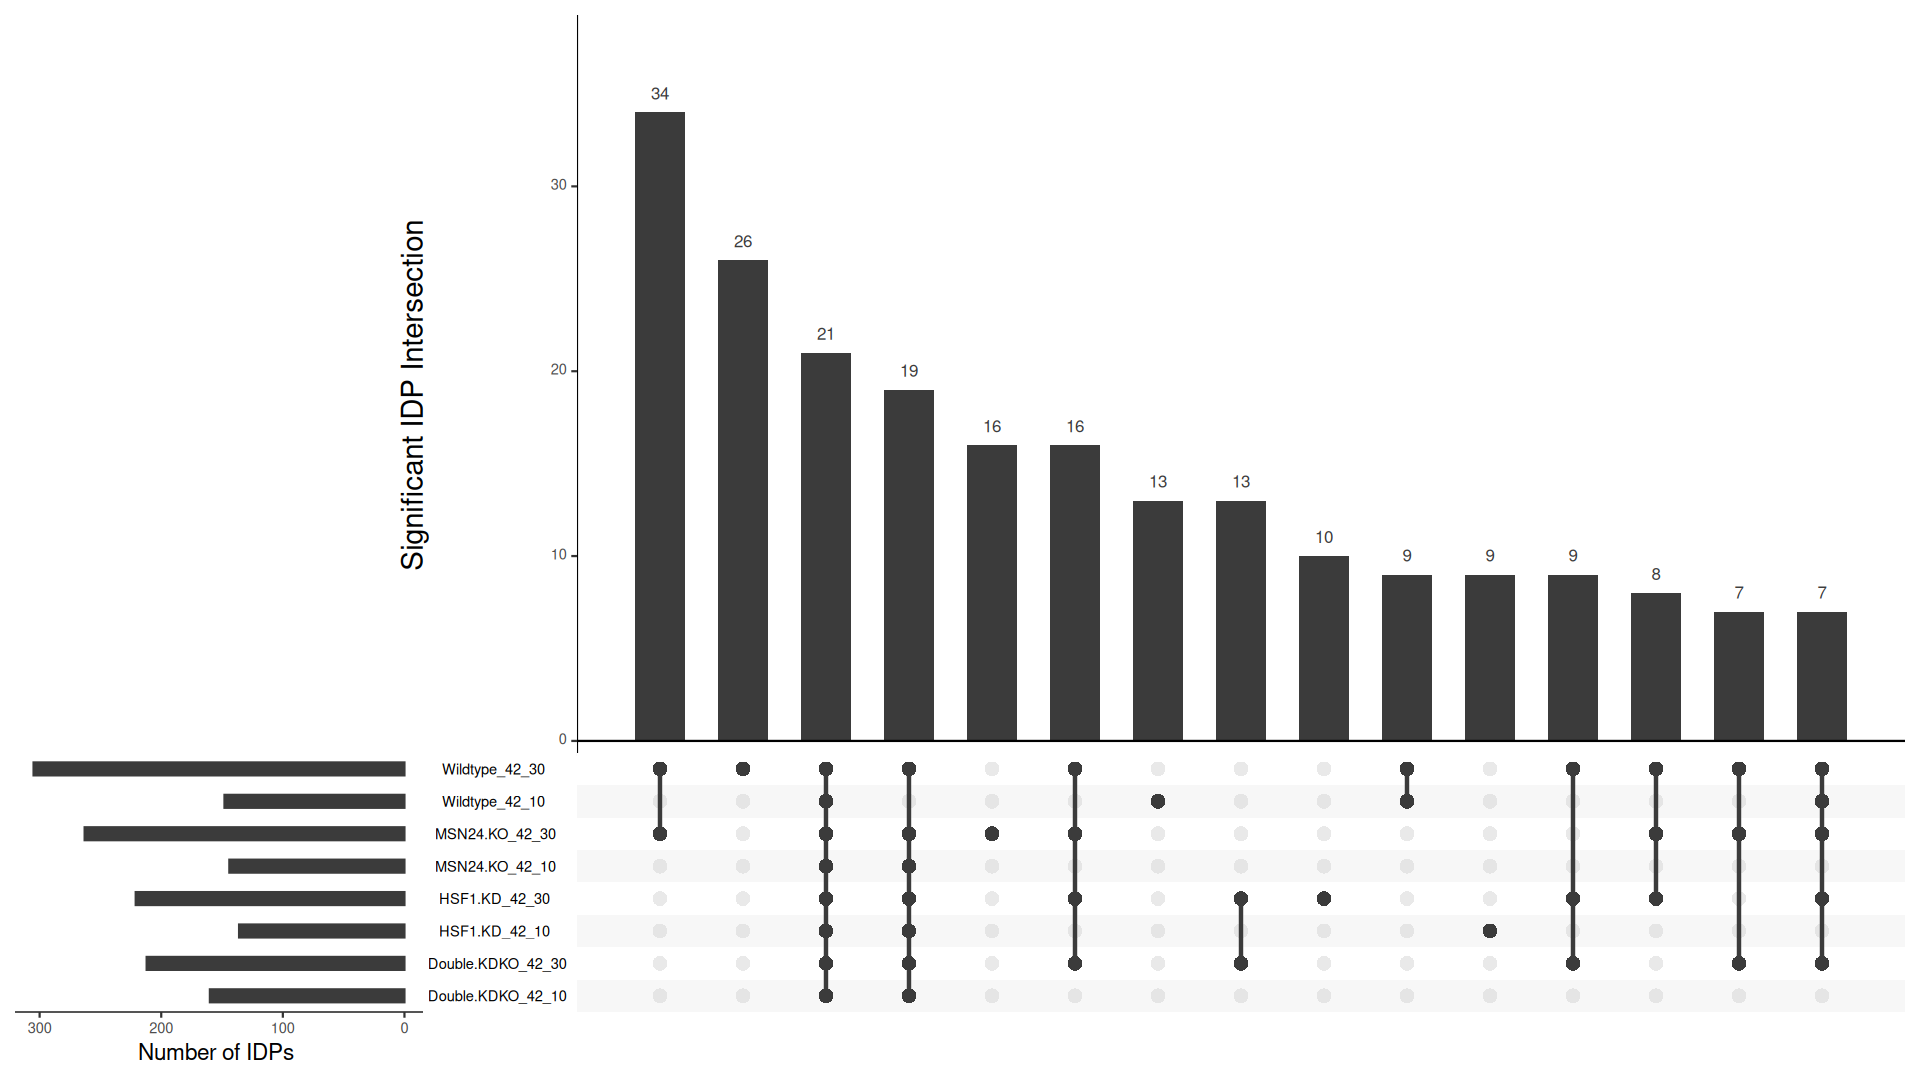 34
26
21
19
16
16
13
13
10
9
9
9
8
7
7
30
20
10
0
Significant IDP Intersection
Wildtype_42_30
Wildtype_42_10
MSN24.KO_42_30
MSN24.KO_42_10
HSF1.KD_42_30
HSF1.KD_42_10
Double.KDKO_42_30
Double.KDKO_42_10
300 200 100 0
Number of IDPs